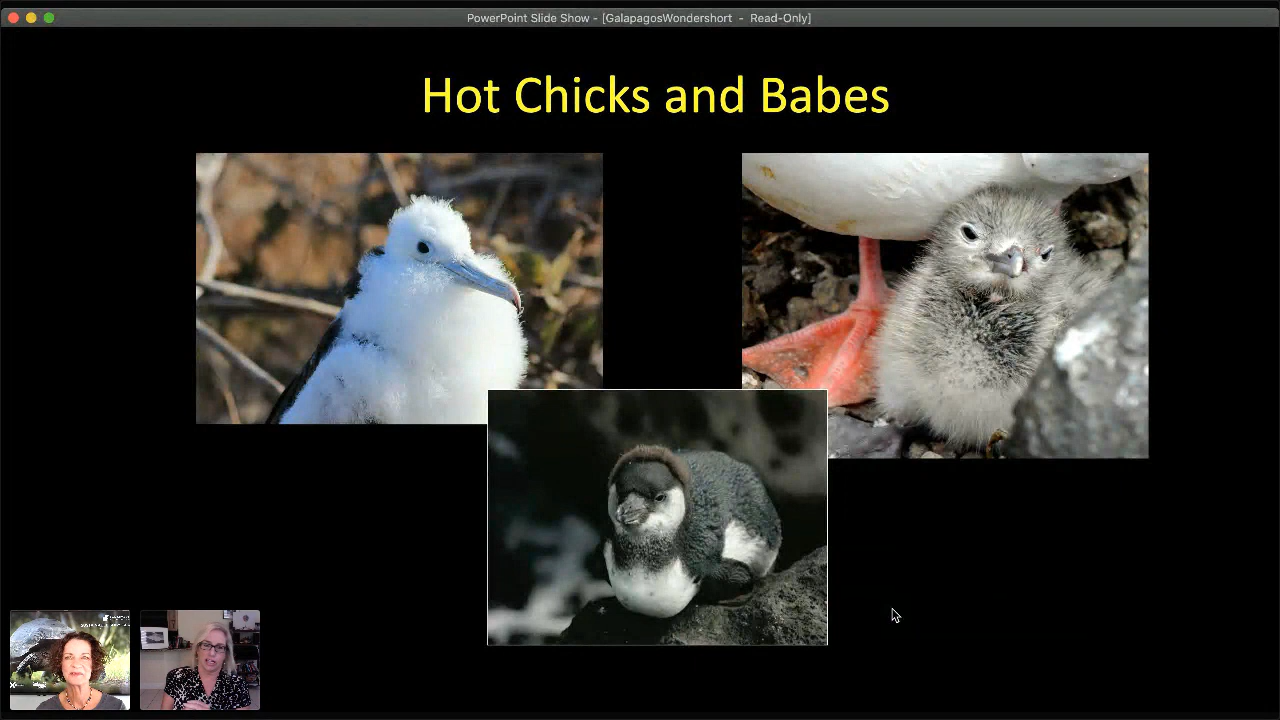 PowerPoint Slide Show - [GalapagosWondershort - Read-Only]
Hot Chicks and Babes